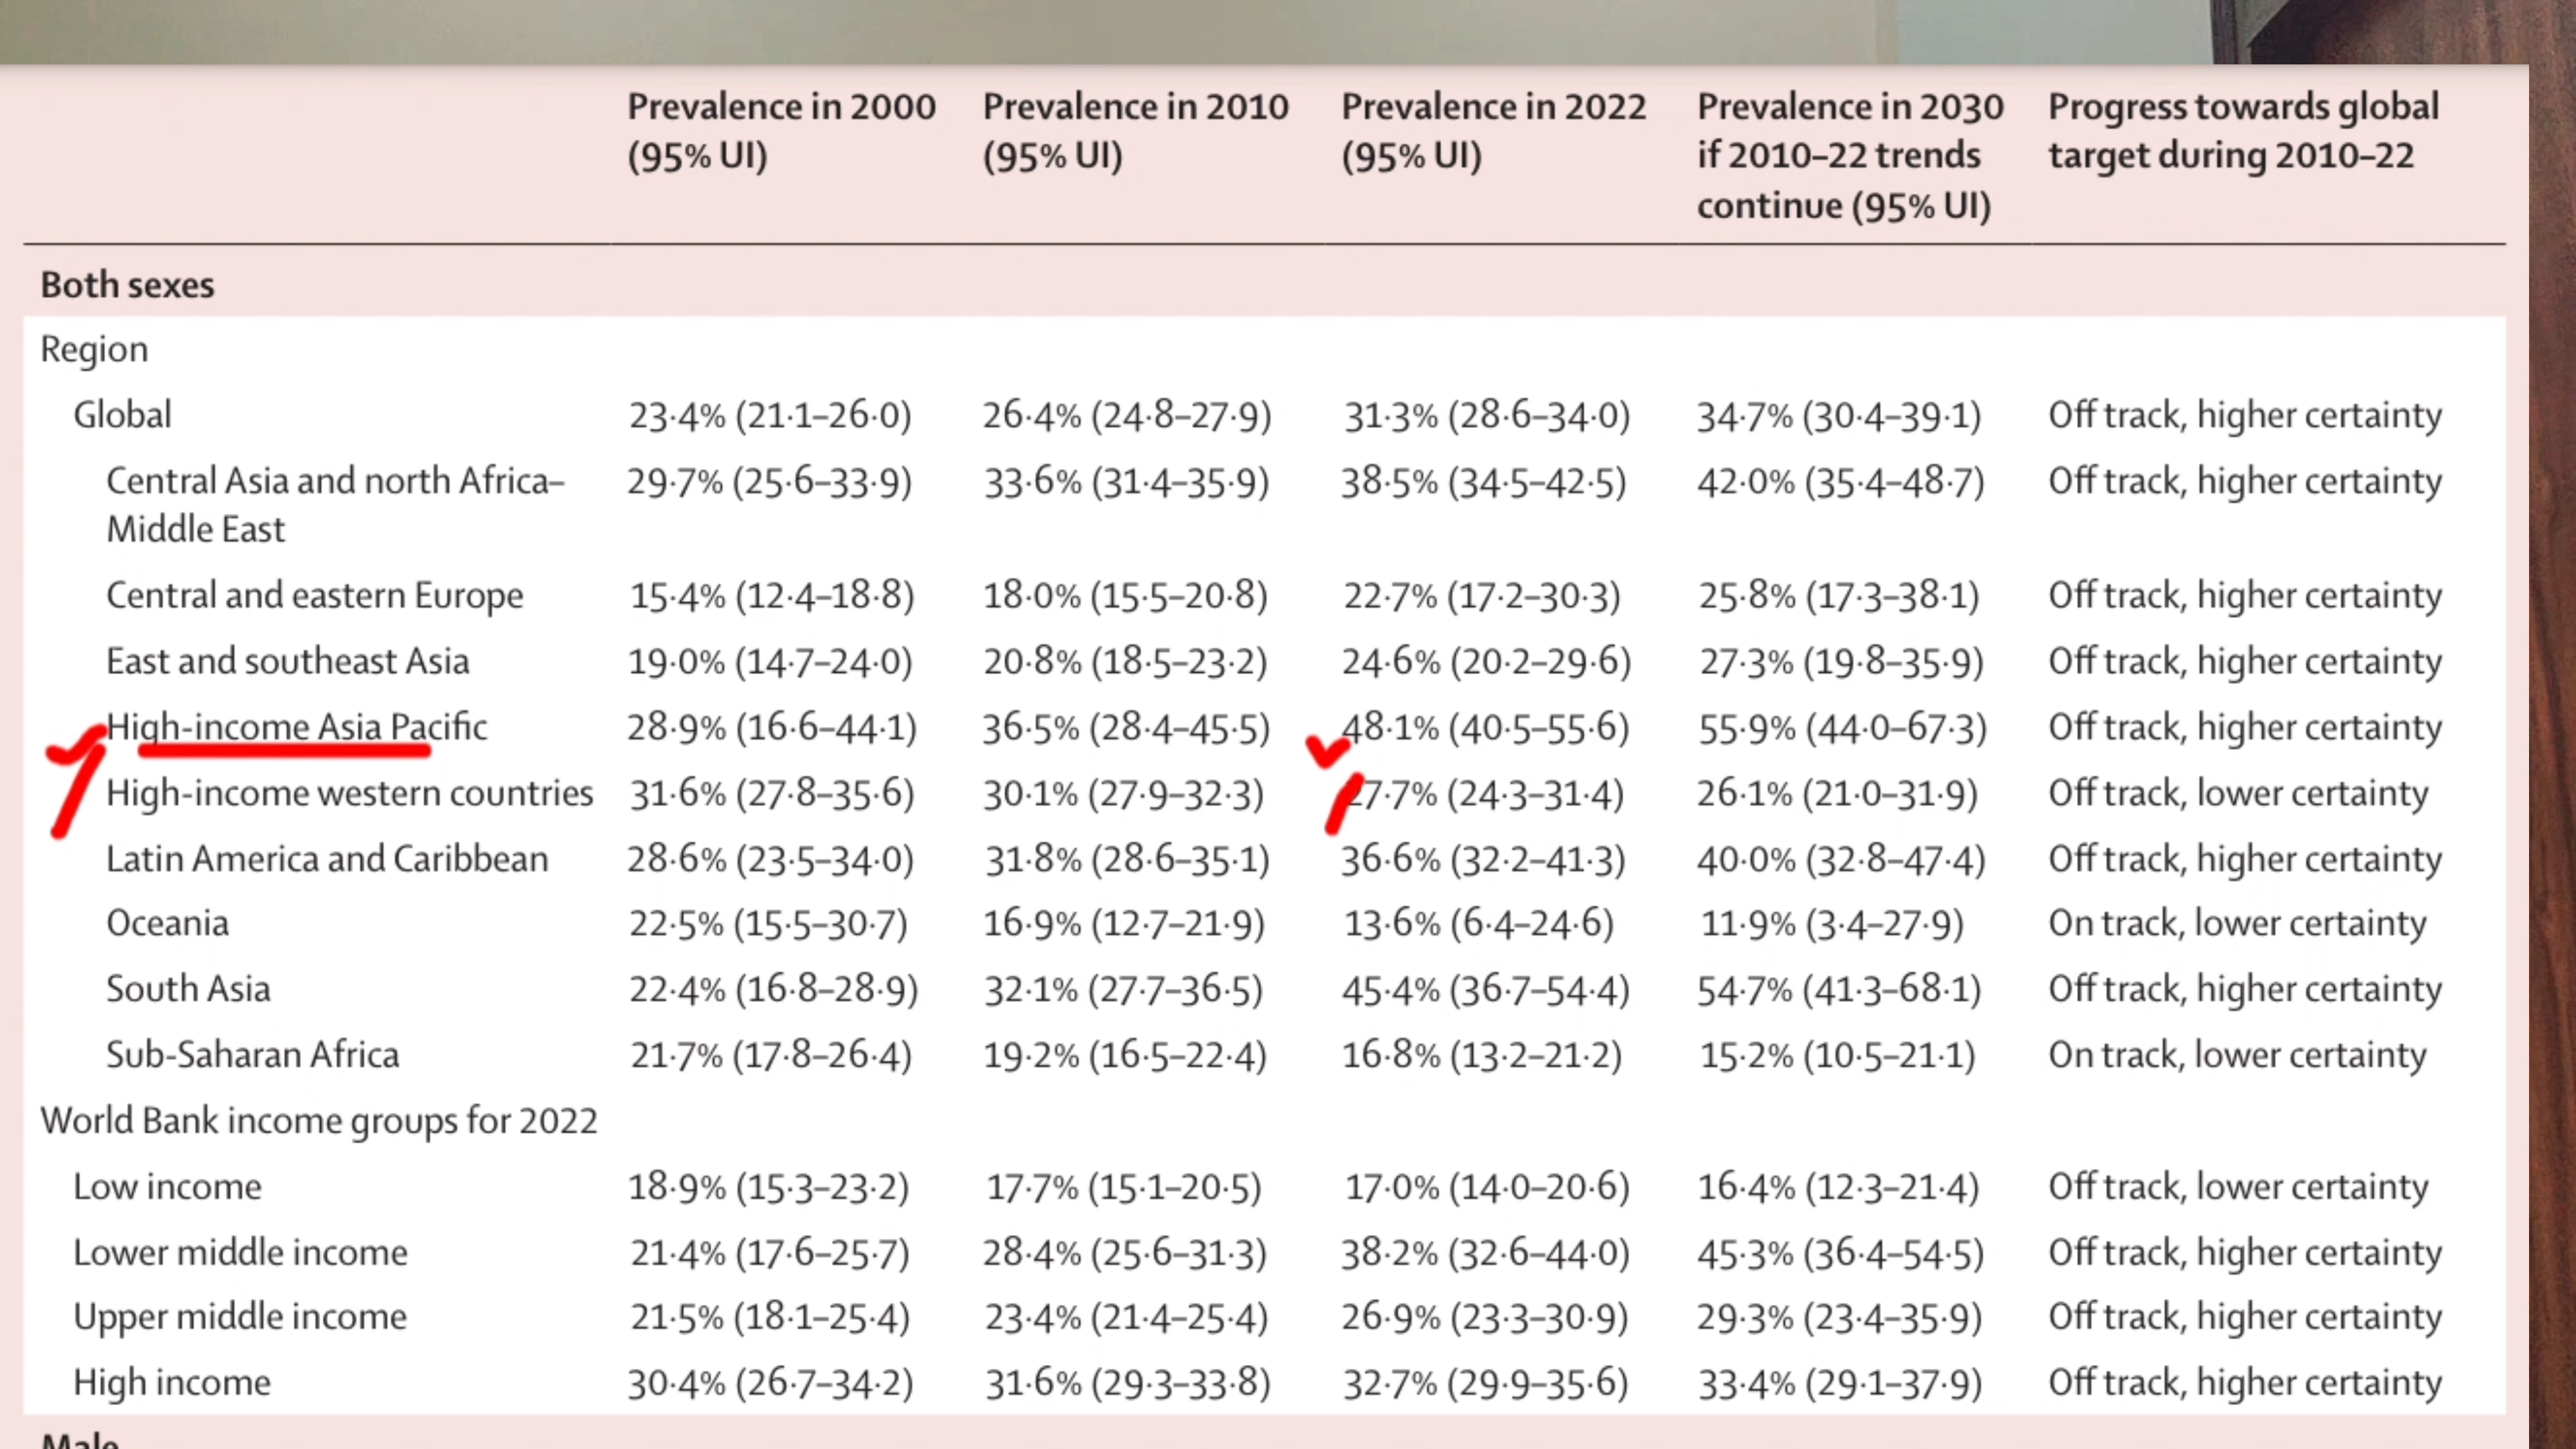 Prevalence in 2000 (95% UI) Prevalence in 2010 (95% UI) Prevalence in 2022 (95% UI) Prevalence in 2030 if 2010–22 trends continue (95% UI) Progress towards global target during 2010–22
Both sexes
Region
Global 23·4% (21·1–26·0) 26·4% (24·8–27·9) 31·3% (28·6–34·0) 34·7% (30·4–39·1) Off track, higher certainty
Central Asia and north Africa–Middle East 29·7% (25·6–33·9) 33·6% (31·4–35·9) 38·5% (34·5–42·5) 42·0% (35·4–48·7) Off track, higher certainty
Central and eastern Europe 15·4% (12·4–18·8) 18·0% (15·5–20·8) 22·7% (17·2–30·3) 25·8% (17·3–38·1) Off track, higher certainty
East and southeast Asia 19·0% (14·7–24·0) 20·8% (18·5–23·2) 24·6% (20·2–29·6) 27·3% (19·8–35·9) Off track, higher certainty
High-income Asia Pacific 28·9% (16·6–44·1) 36·5% (28·4–45·5) 48·1% (40·5–55·6) 55·9% (44·0–67·3) Off track, higher certainty
High-income western countries 31·6% (27·8–35·6) 30·1% (27·9–32·3) 27·7% (24·3–31·4) 26·1% (21·0–31·9) Off track, lower certainty
Latin America and Caribbean 28·6% (23·5–34·0) 31·8% (28·6–35·1) 36·6% (32·2–41·3) 40·0% (32·8–47·4) Off track, higher certainty
Oceania 22·5% (15·5–30·7) 16·9% (12·7–21·9) 13·6% (6·4–24·6) 11·9% (3·4–27·9) On track, lower certainty
South Asia 22·4% (16·8–28·9) 32·1% (27·7–36·5) 45·4% (36·7–54·4) 54·7% (41·3–68·1) Off track, higher certainty
Sub-Saharan Africa 21·7% (17·8–26·4) 19·2% (16·5–22·4) 16·8% (13·2–21·2) 15·2% (10·5–21·1) On track, lower certainty
World Bank income groups for 2022
Low income 18·9% (15·3–23·2) 17·7% (15·1–20·5) 17·0% (14·0–20·6) 16·4% (12·3–21·4) Off track, lower certainty
Lower middle income 21·4% (17·6–25·7) 28·4% (25·6–31·3) 38·2% (32·6–44·0) 45·3% (36·4–54·5) Off track, higher certainty
Upper middle income 21·5% (18·1–25·4) 23·4% (21·4–25·4) 26·9% (23·3–30·9) 29·3% (23·4–35·9) Off track, higher certainty
High income 30·4% (26·7–34·2) 31·6% (29·3–33·8) 32·7% (29·9–35·6) 33·4% (29·1–37·9) Off track, higher certainty
Male